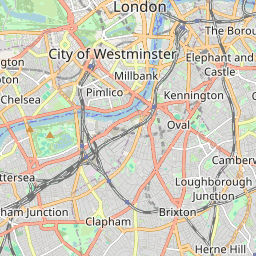 London
The Borou
City of Westminster
Elephant and
Castle
ngton
Millbank
Pimlico
Kennington
Chelsea
Oval
Camberw
ttersea
Loughborough
Junction
ham Junction
Brixton
Clapham
Herne Hill